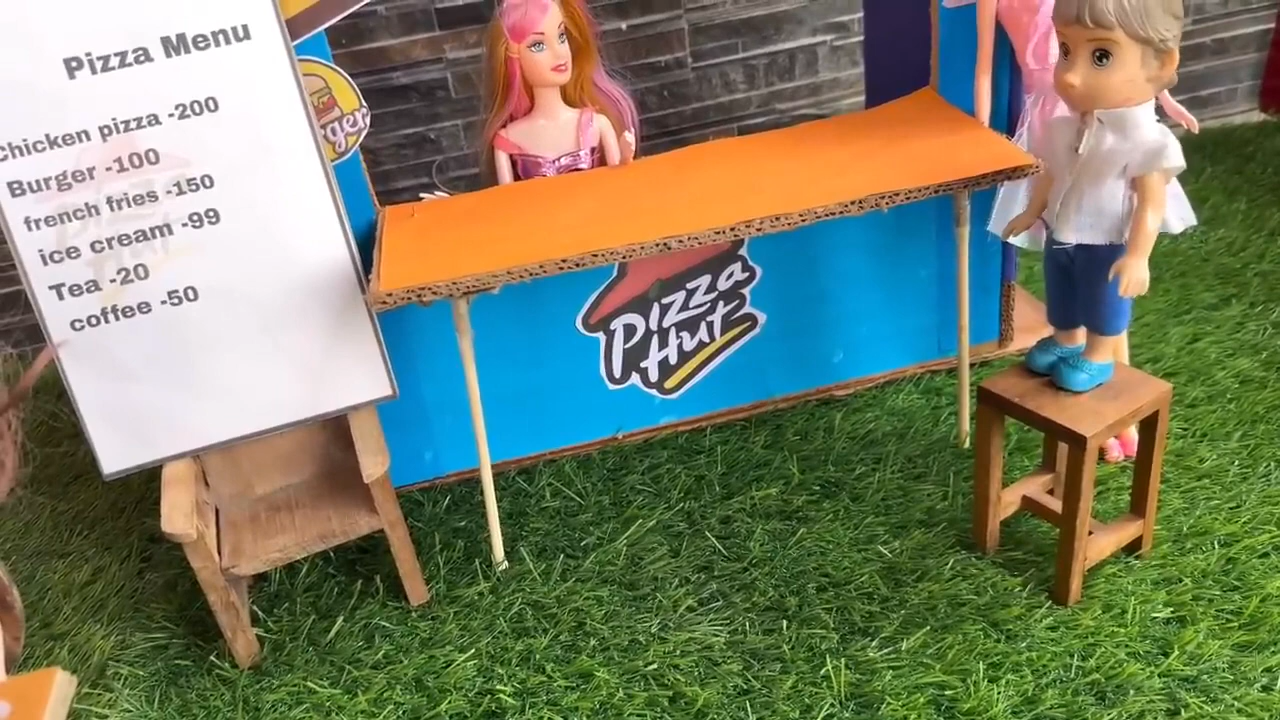 Pizza Menu
Chicken pizza -200
Burger -100
french fries -150
ice cream -99
Tea -20
coffee -50
Pizza
Hut